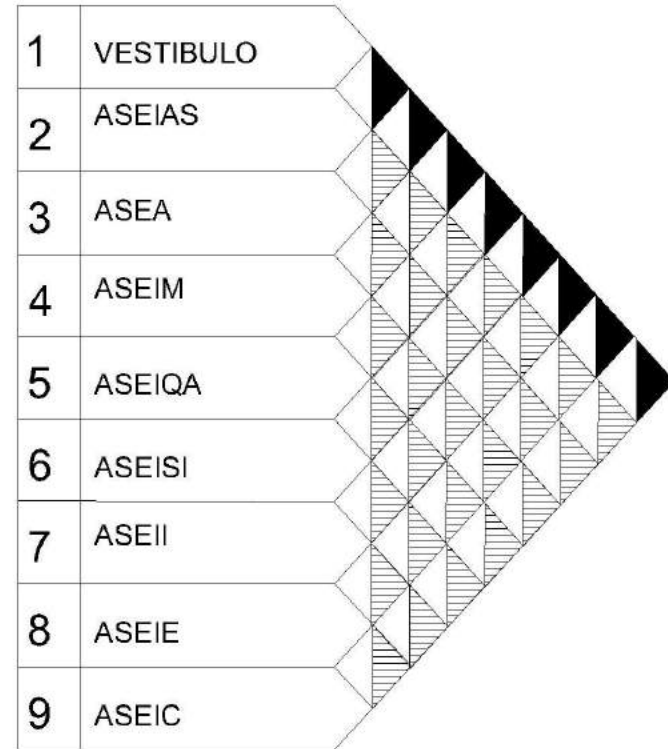 1 VESTIBULO
2 ASEIAS
3 ASEA
4 ASEIM
5 ASEIQA
6 ASEISI
7 ASEII
8 ASEIE
9 ASEIC